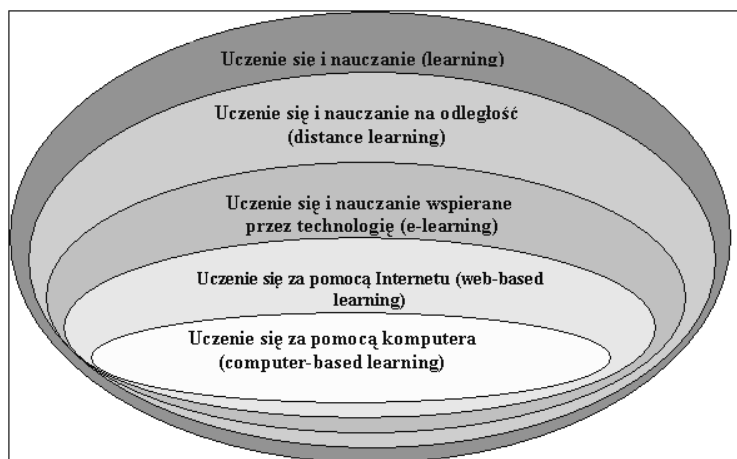 Uczenie się i nauczanie (learning)
Uczenie się i nauczanie na odległość
(distance learning)
Uczenie się i nauczanie wspierane
przez technologię (e-learning)
Uczenie się za pomocą Internetu (web-based
learning)
Uczenie się za pomocą komputera
(computer-based learning)